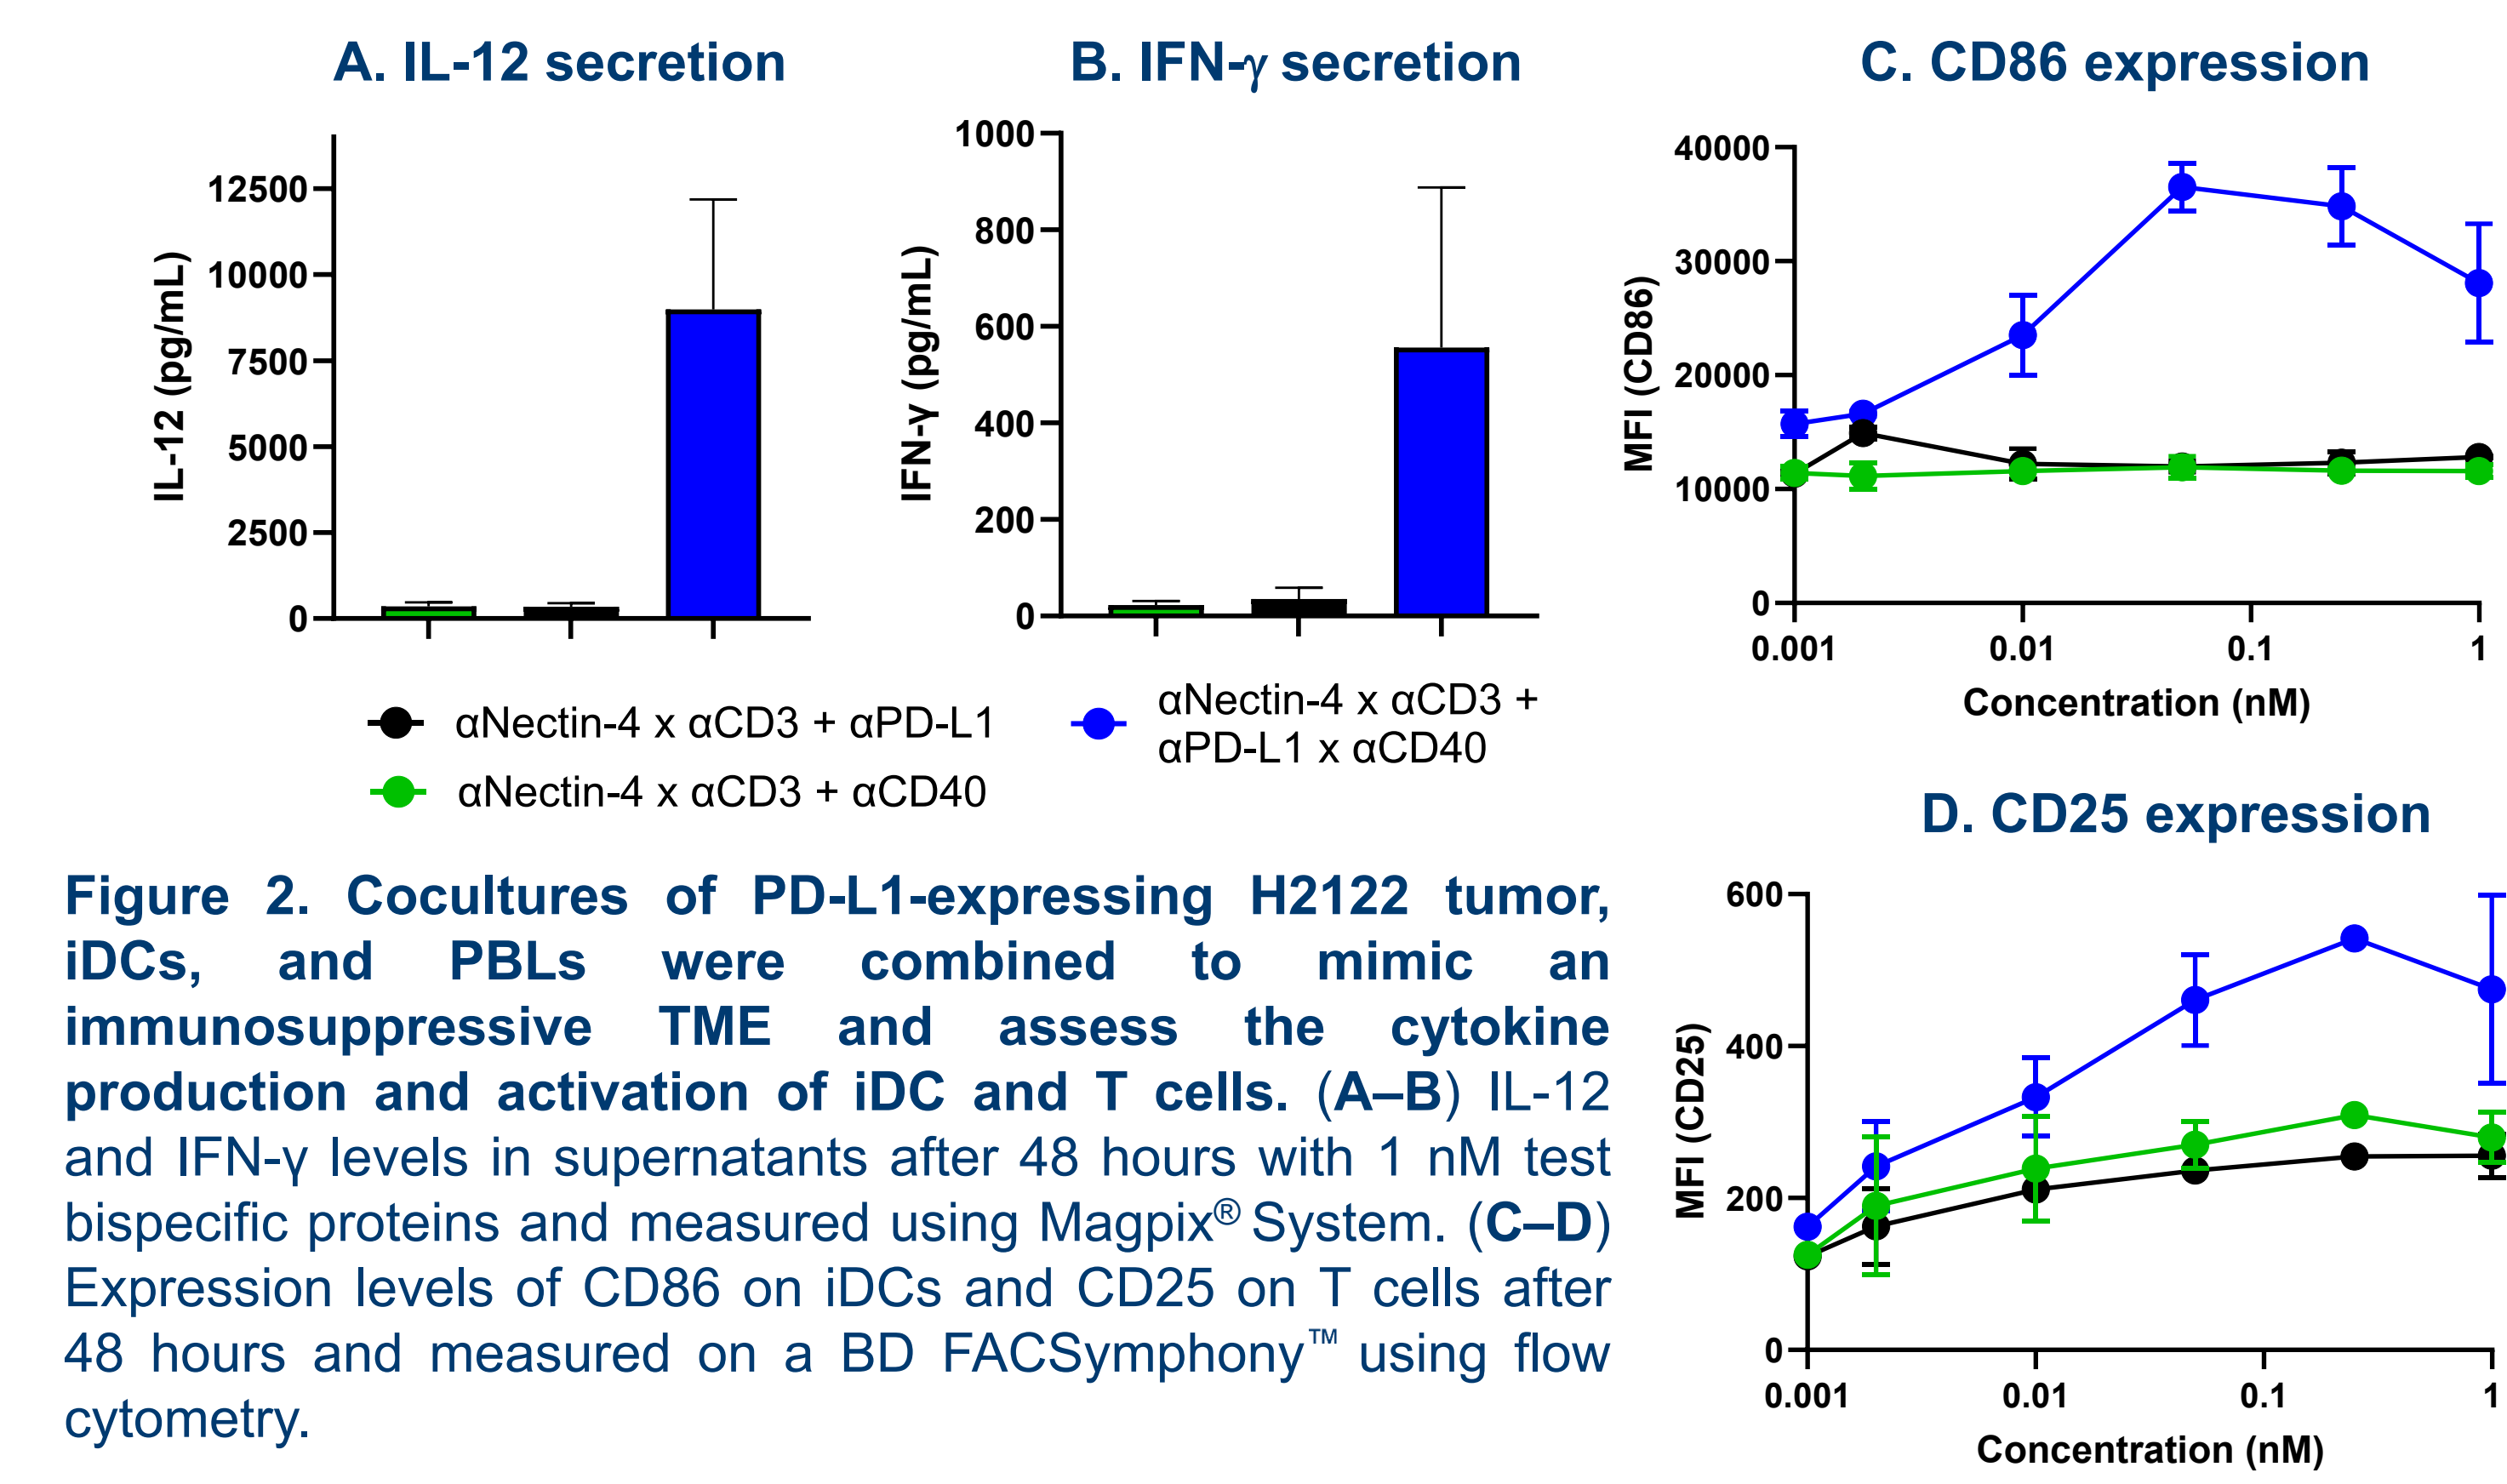 A. IL-12 secretion
12500
10000
7500
5000
2500
0
IL-12 (pg/mL)
B. IFN-γ secretion
1000
800
600
400
200
0
IFN-γ (pg/mL)
C. CD86 expression
40000
30000
20000
10000
0
MFI (CD86)
0.001 0.01 0.1 1
Concentration (nM)
αNectin-4 x αCD3 + αPD-L1
αNectin-4 x αCD3 + αCD40
αNectin-4 x αCD3 +
αPD-L1 x αCD40
D. CD25 expression
600
400
200
0
MFI (CD25)
0.001 0.01 0.1 1
Concentration (nM)
Figure 2. Cocultures of PD-L1-expressing H2122 tumor,
iDCs, and PBLs were combined to mimic an
immunosuppressive TME and assess the cytokine
production and activation of iDC and T cells. (A–B) IL-12
and IFN-γ levels in supernatants after 48 hours with 1 nM test
bispecific proteins and measured using Magpix® System. (C–D)
Expression levels of CD86 on iDCs and CD25 on T cells after
48 hours and measured on a BD FACSymphony™ using flow
cytometry.